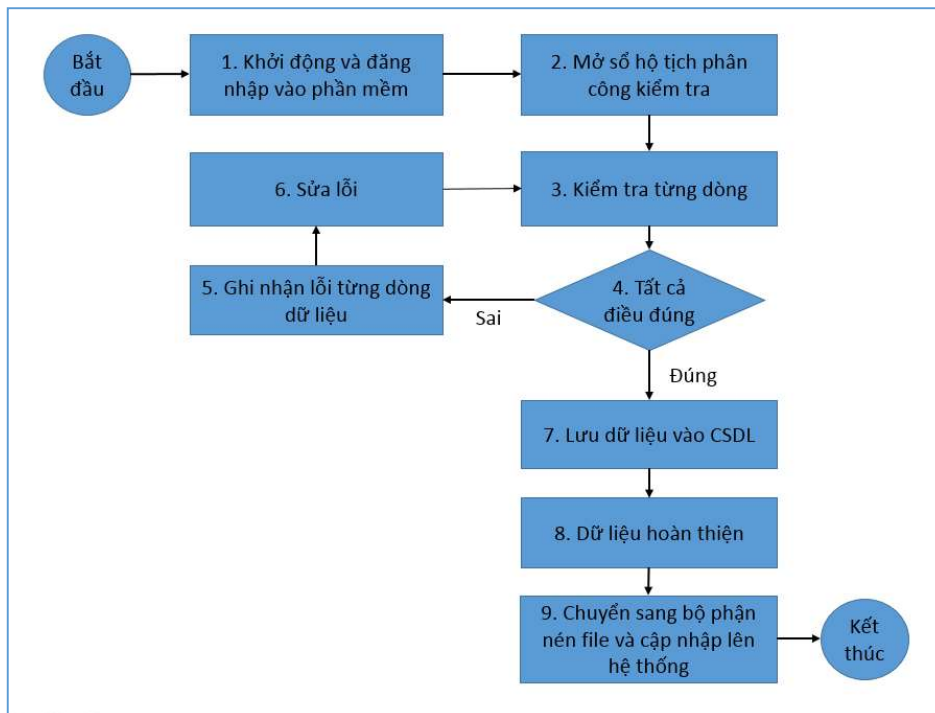 Bắt
đầu
1. Khởi động và đăng
nhập vào phần mềm
2. Mở sổ hộ tịch phân
công kiểm tra
6. Sửa lỗi
3. Kiểm tra từng dòng
5. Ghi nhận lỗi từng dòng
dữ liệu
Sai
4. Tất cả
điều đúng
Đúng
7. Lưu dữ liệu vào CSDL
8. Dữ liệu hoàn thiện
9. Chuyển sang bộ phận
nén file và cập nhập lên
hệ thống
Kết
thúc